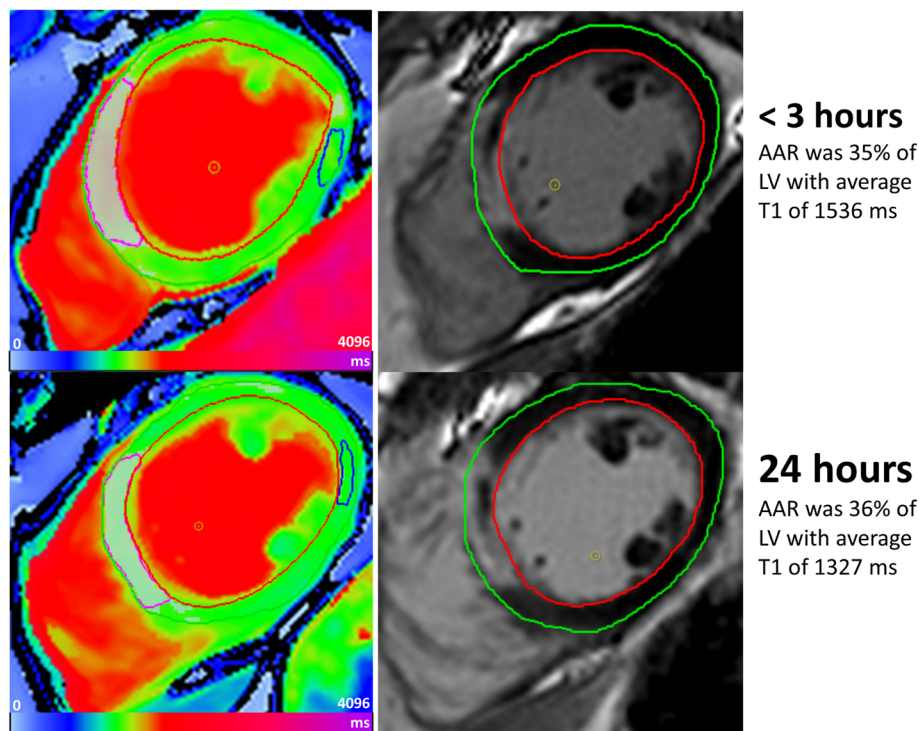 < 3 hours
AAR was 35% of
LV with average
T1 of 1536 ms
0
4096
ms
24 hours
AAR was 36% of
LV with average
T1 of 1327 ms
0
4096
ms